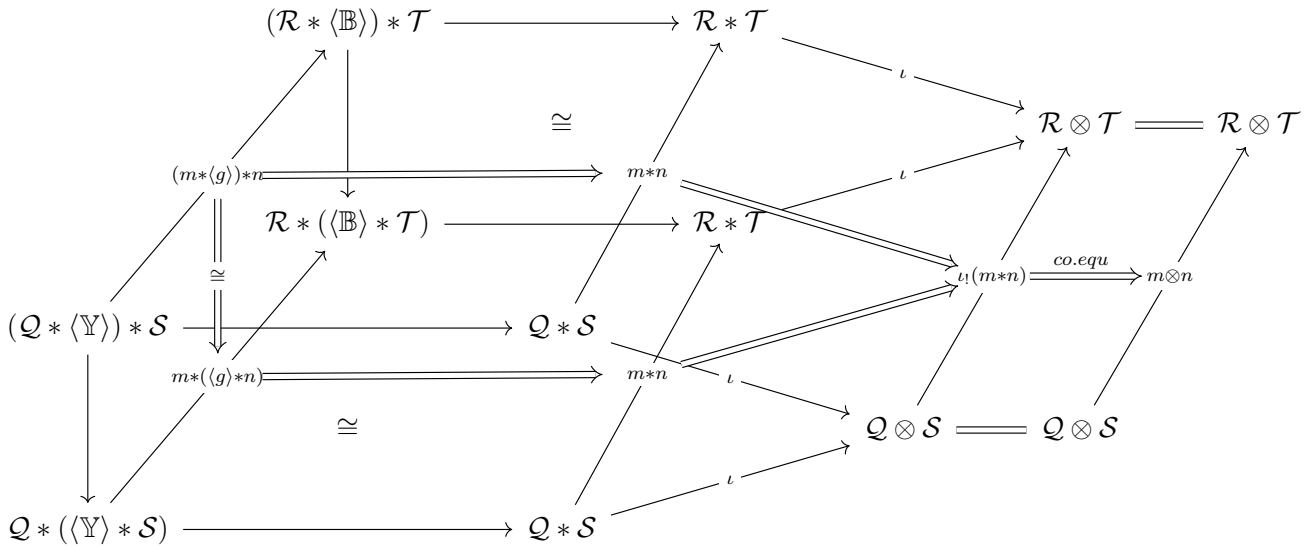 (ℛ ∗ ⟨𝔹⟩) ∗ 𝒯 ℛ ∗ 𝒯
ι
≅ ℛ ⊗ 𝒯 ℛ ⊗ 𝒯
(m∗⟨g⟩)∗n m∗n ι
ℛ ∗ (⟨𝔹⟩ ∗ 𝒯) ℛ ∗ 𝒯
≅ ι!(m∗n) co.equ m⊗n
(𝒬 ∗ ⟨𝕐⟩) ∗ 𝒮 𝒬 ∗ 𝒮
m∗(⟨g⟩∗n) m∗n ι
≅ 𝒬 ⊗ 𝒮 𝒬 ⊗ 𝒮
ι
𝒬 ∗ (⟨𝕐⟩ ∗ 𝒮) 𝒬 ∗ 𝒮